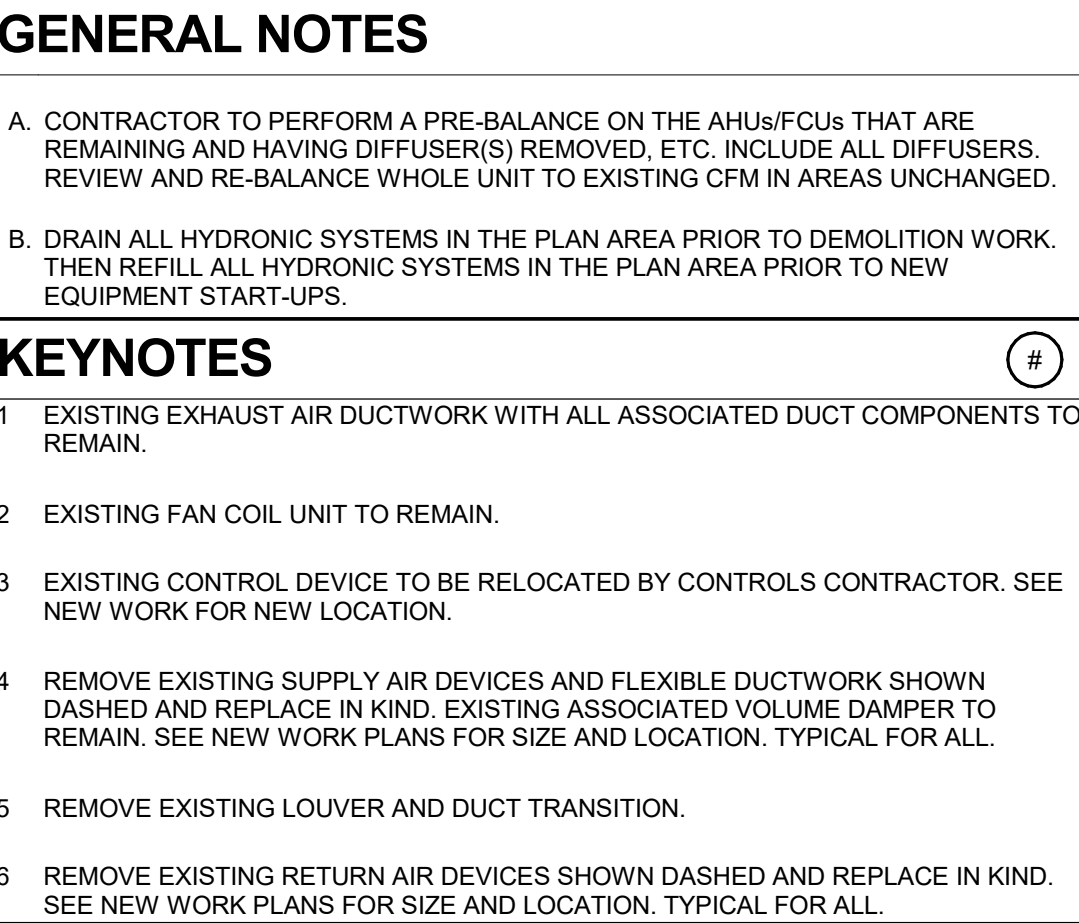 GENERAL NOTES
A. CONTRACTOR TO PERFORM A PRE-BALANCE ON THE AHUs/FCUs THAT ARE
REMAINING AND HAVING DIFFUSER(S) REMOVED, ETC. INCLUDE ALL DIFFUSERS.
REVIEW AND RE-BALANCE WHOLE UNIT TO EXISTING CFM IN AREAS UNCHANGED.
B. DRAIN ALL HYDRONIC SYSTEMS IN THE PLAN AREA PRIOR TO DEMOLITION WORK.
THEN REFILL ALL HYDRONIC SYSTEMS IN THE PLAN AREA PRIOR TO NEW
EQUIPMENT START-UPS.
KEYNOTES #
1 EXISTING EXHAUST AIR DUCTWORK WITH ALL ASSOCIATED DUCT COMPONENTS TO
REMAIN.
2 EXISTING FAN COIL UNIT TO REMAIN.
3 EXISTING CONTROL DEVICE TO BE RELOCATED BY CONTROLS CONTRACTOR. SEE
NEW WORK FOR NEW LOCATION.
4 REMOVE EXISTING SUPPLY AIR DEVICES AND FLEXIBLE DUCTWORK SHOWN
DASHED AND REPLACE IN KIND. EXISTING ASSOCIATED VOLUME DAMPER TO
REMAIN. SEE NEW WORK PLANS FOR SIZE AND LOCATION. TYPICAL FOR ALL.
5 REMOVE EXISTING LOUVER AND DUCT TRANSITION.
6 REMOVE EXISTING RETURN AIR DEVICES SHOWN DASHED AND REPLACE IN KIND.
SEE NEW WORK PLANS FOR SIZE AND LOCATION. TYPICAL FOR ALL.